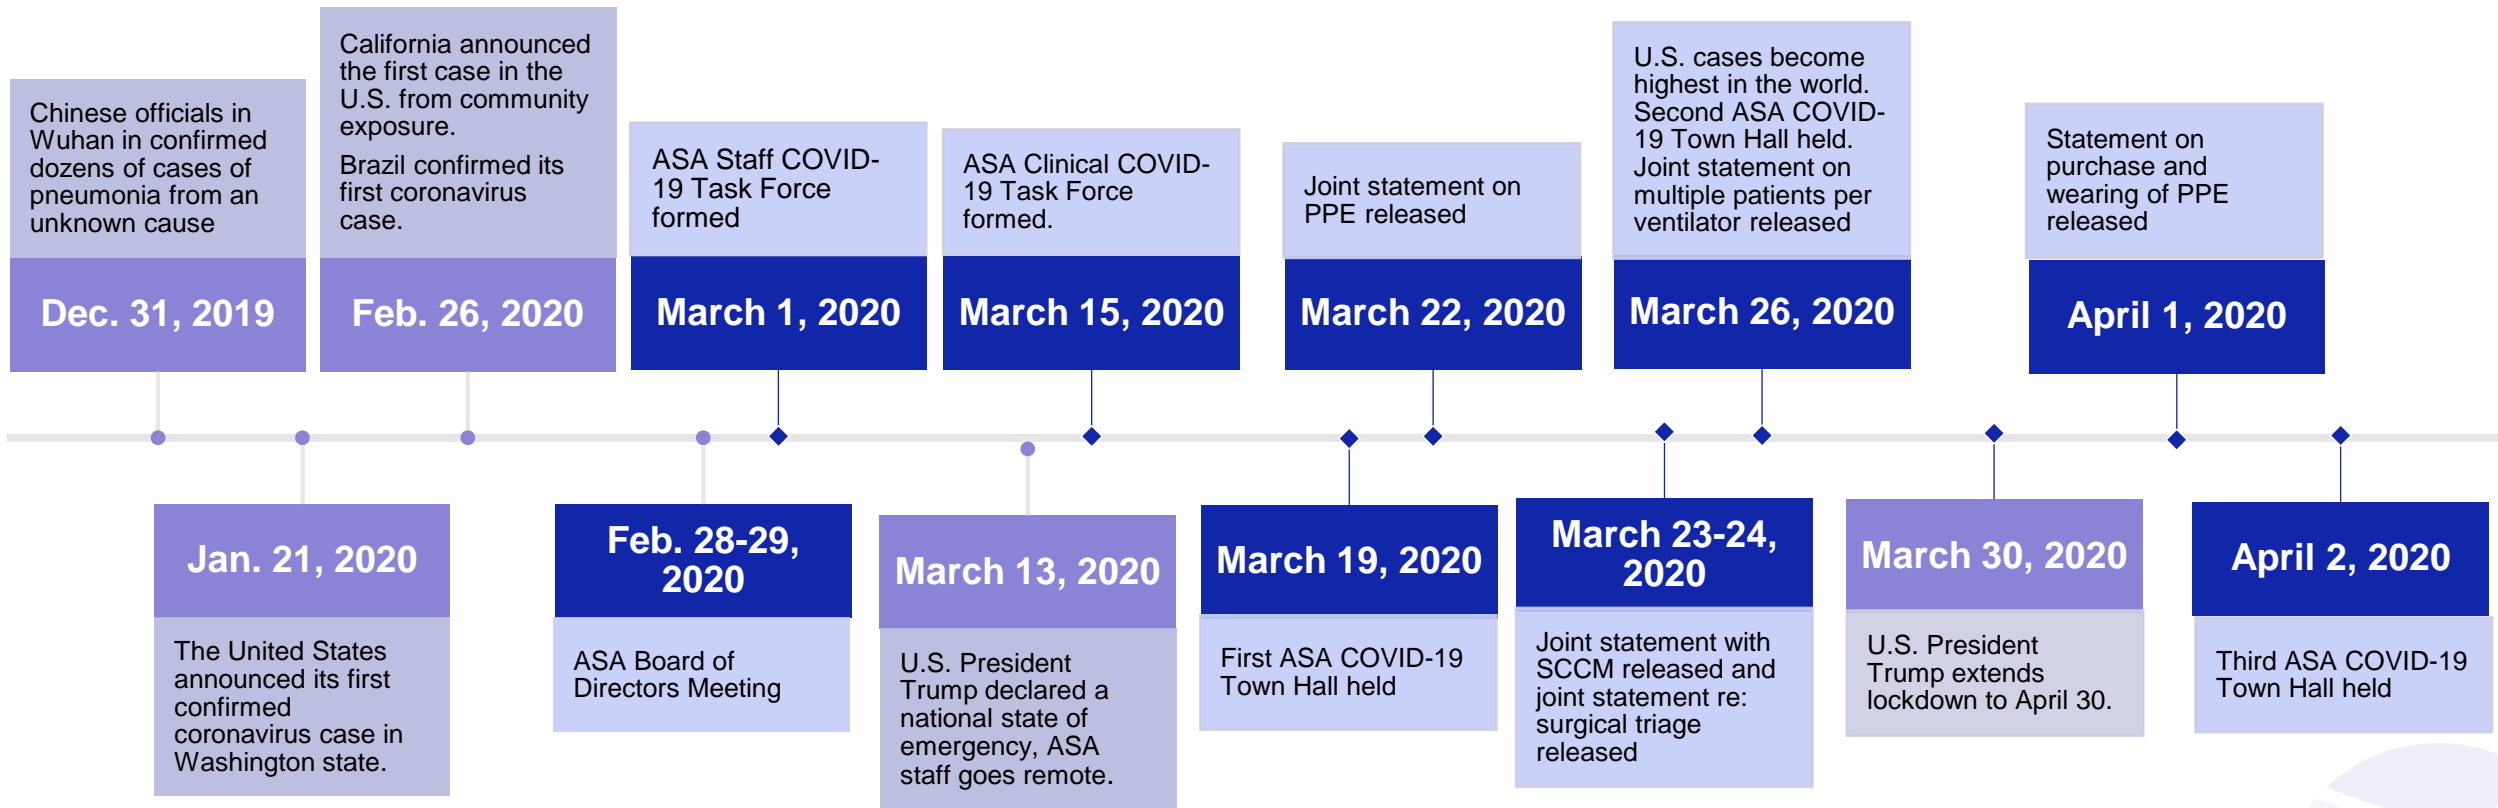 Chinese officials in
Wuhan in confirmed
dozens of cases of
pneumonia from an
unknown cause
Dec. 31, 2019
California announced
the first case in the
U.S. from community
exposure.
Brazil confirmed its
first coronavirus
case.
Feb. 26, 2020
ASA Staff COVID-
19 Task Force
formed
March 1, 2020
ASA Clinical COVID-
19 Task Force
formed.
March 15, 2020
Joint statement on
PPE released
March 22, 2020
U.S. cases become
highest in the world.
Second ASA COVID-
19 Town Hall held.
Joint statement on
multiple patients per
ventilator released
March 26, 2020
Statement on
purchase and
wearing of PPE
released
April 1, 2020
Jan. 21, 2020
The United States
announced its first
confirmed
coronavirus case in
Washington state.
Feb. 28-29,
2020
ASA Board of
Directors Meeting
March 13, 2020
U.S. President
Trump declared a
national state of
emergency, ASA
staff goes remote.
March 19, 2020
First ASA COVID-19
Town Hall held
March 23-24,
2020
Joint statement with
SCCM released and
joint statement re:
surgical triage
released
March 30, 2020
U.S. President
Trump extends
lockdown to April 30.
April 2, 2020
Third ASA COVID-19
Town Hall held